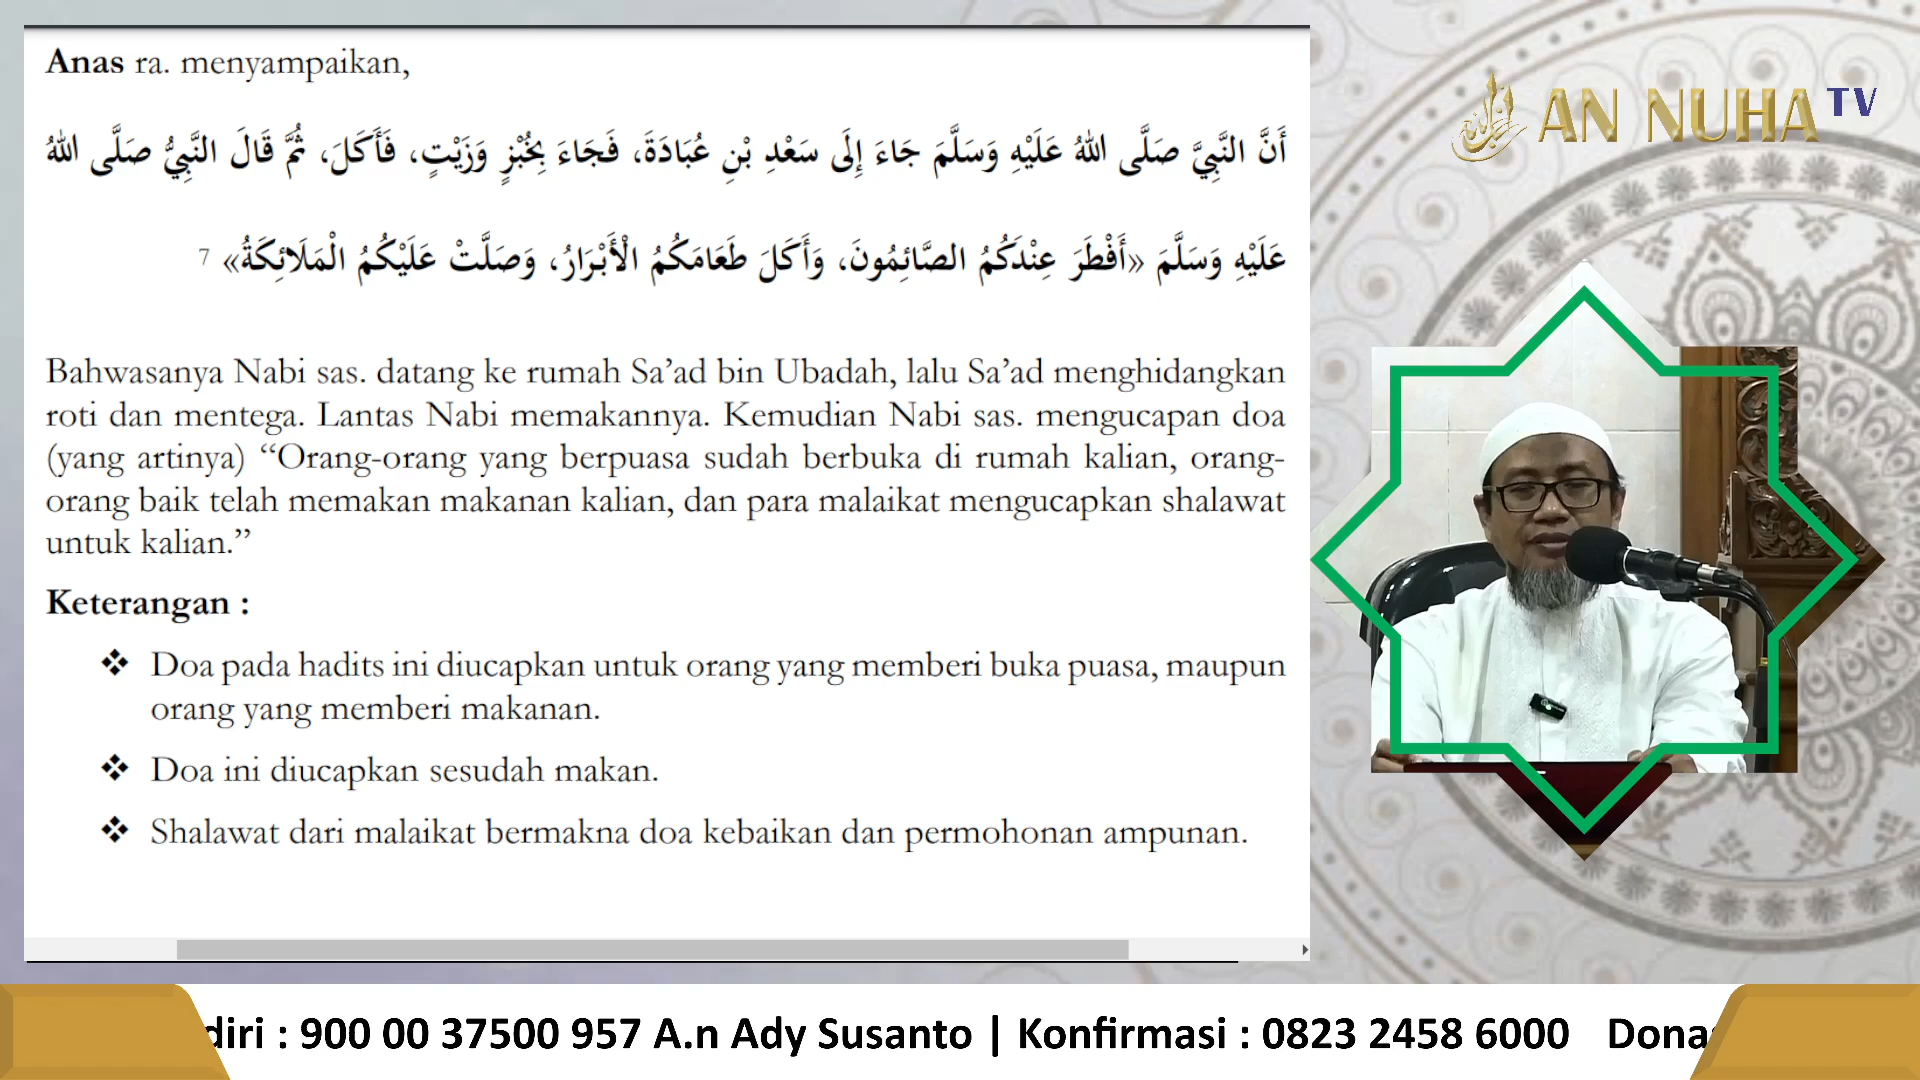 Anas ra. menyampaikan,
أَنَّ النَّبِيَّ صَلَّى اللهُ عَلَيْهِ وَسَلَّمَ جَاءَ إِلَى سَعْدِ بْنِ عُبَادَةَ، فَجَاءَ بِخُبْزٍ وَزَيْتٍ، فَأَكَلَ، ثُمَّ قَالَ النَّبِيُّ صَلَّى اللهُ
عَلَيْهِ وَسَلَّمَ «أَفْطَرَ عِنْدَكُمُ الصَّائِمُونَ، وَأَكَلَ طَعَامَكُمُ الْأَبْرَارُ، وَصَلَّتْ عَلَيْكُمُ الْمَلَائِكَةُ» 7
Bahwasanya Nabi sas. datang ke rumah Sa’ad bin Ubadah, lalu Sa’ad menghidangkan
roti dan mentega. Lantas Nabi memakannya. Kemudian Nabi sas. mengucapan doa
(yang artinya) “Orang-orang yang berpuasa sudah berbuka di rumah kalian, orang-
orang baik telah memakan makanan kalian, dan para malaikat mengucapkan shalawat
untuk kalian.”
Keterangan :
❖ Doa pada hadits ini diucapkan untuk orang yang memberi buka puasa, maupun
orang yang memberi makanan.
❖ Doa ini diucapkan sesudah makan.
❖ Shalawat dari malaikat bermakna doa kebaikan dan permohonan ampunan.
AN NUHA TV
diri : 900 00 37500 957 A.n Ady Susanto | Konfirmasi : 0823 2458 6000 Dona